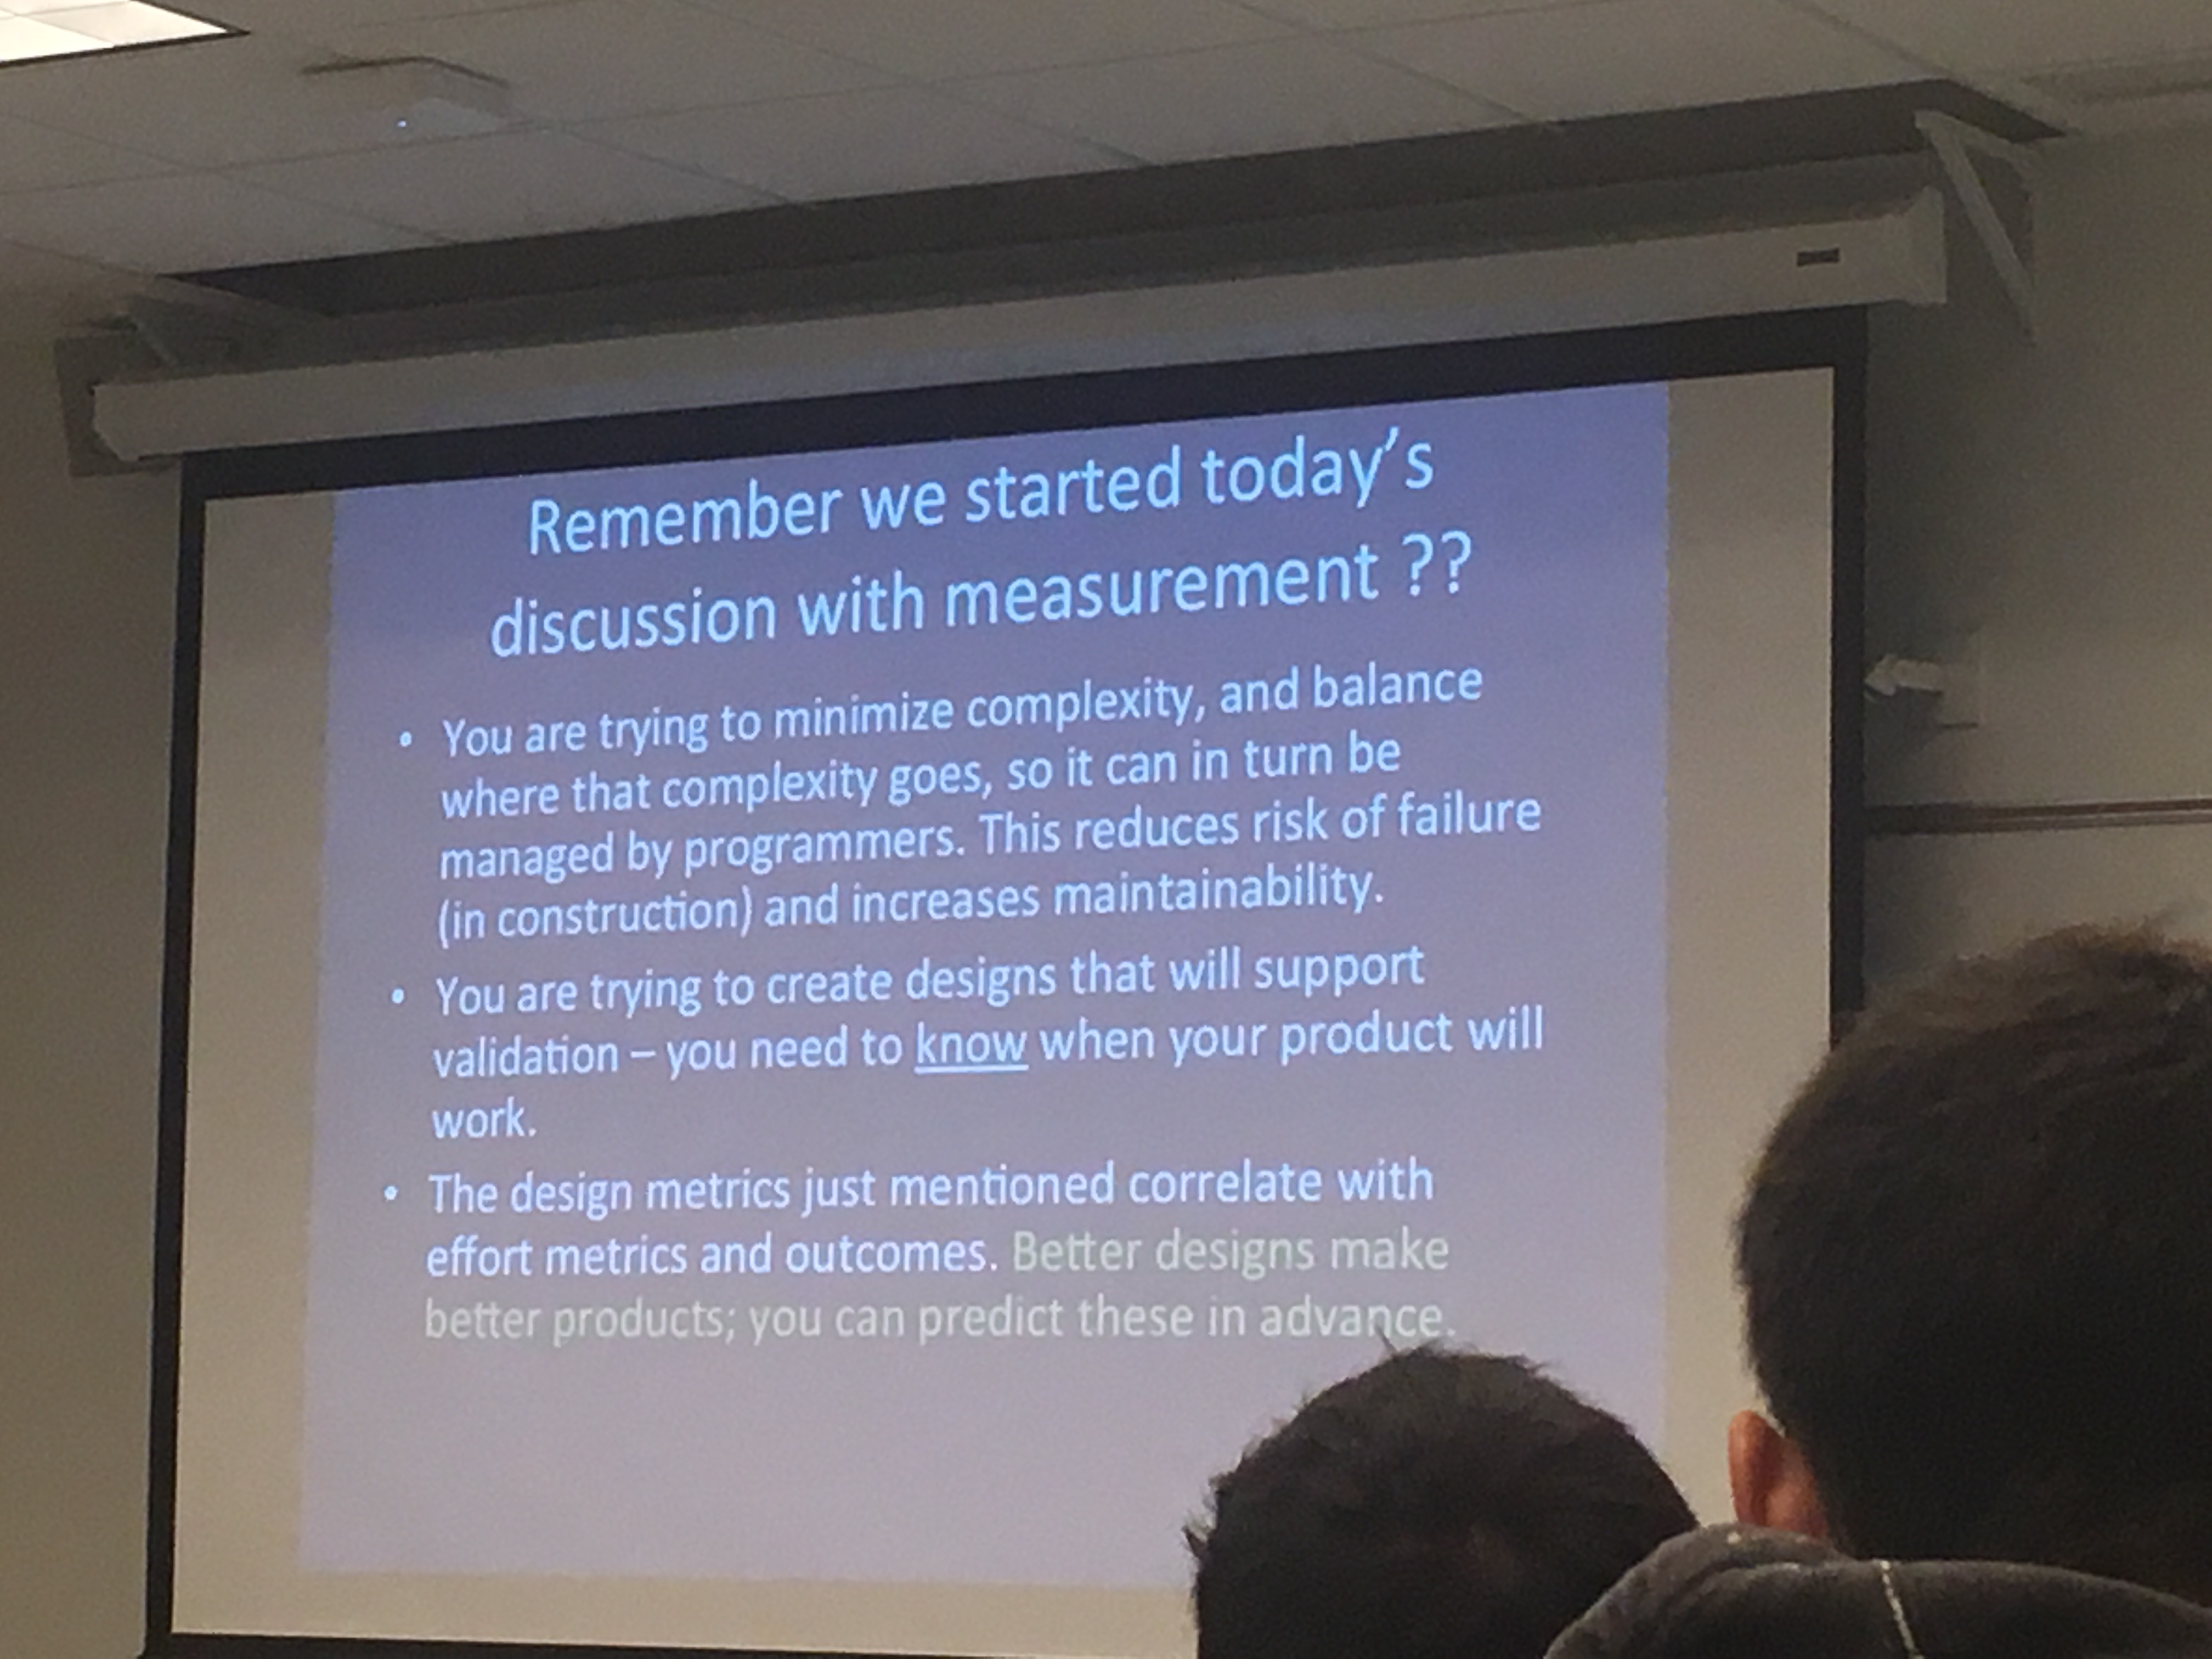 Remember we started today's
discussion with measurement ??
• You are trying to minimize complexity, and balance
where that complexity goes, so it can in turn be
managed by programmers. This reduces risk of failure
(in construction) and increases maintainability.
• You are trying to create designs that will support
validation – you need to know when your product will
work.
• The design metrics just mentioned correlate with
effort metrics and outcomes. Better designs make
better products; you can predict these in advance.